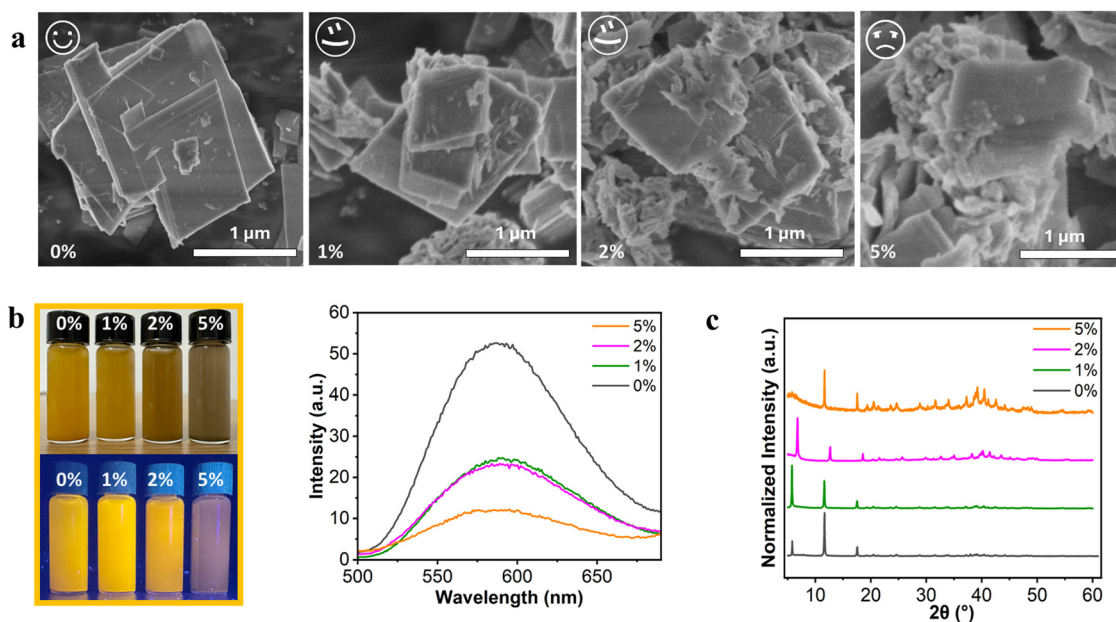 a
0%
1 µm
1%
1 µm
2%
1 µm
5%
1 µm
b
0% 1% 2% 5%
0% 1% 2% 5%
Intensity (a.u.)
60
50
40
30
20
10
0
500 550 600 650
Wavelength (nm)
5%
2%
1%
0%
c
Normalized Intensity (a.u.)
5%
2%
1%
0%
10 20 30 40 50 60
2θ (°)